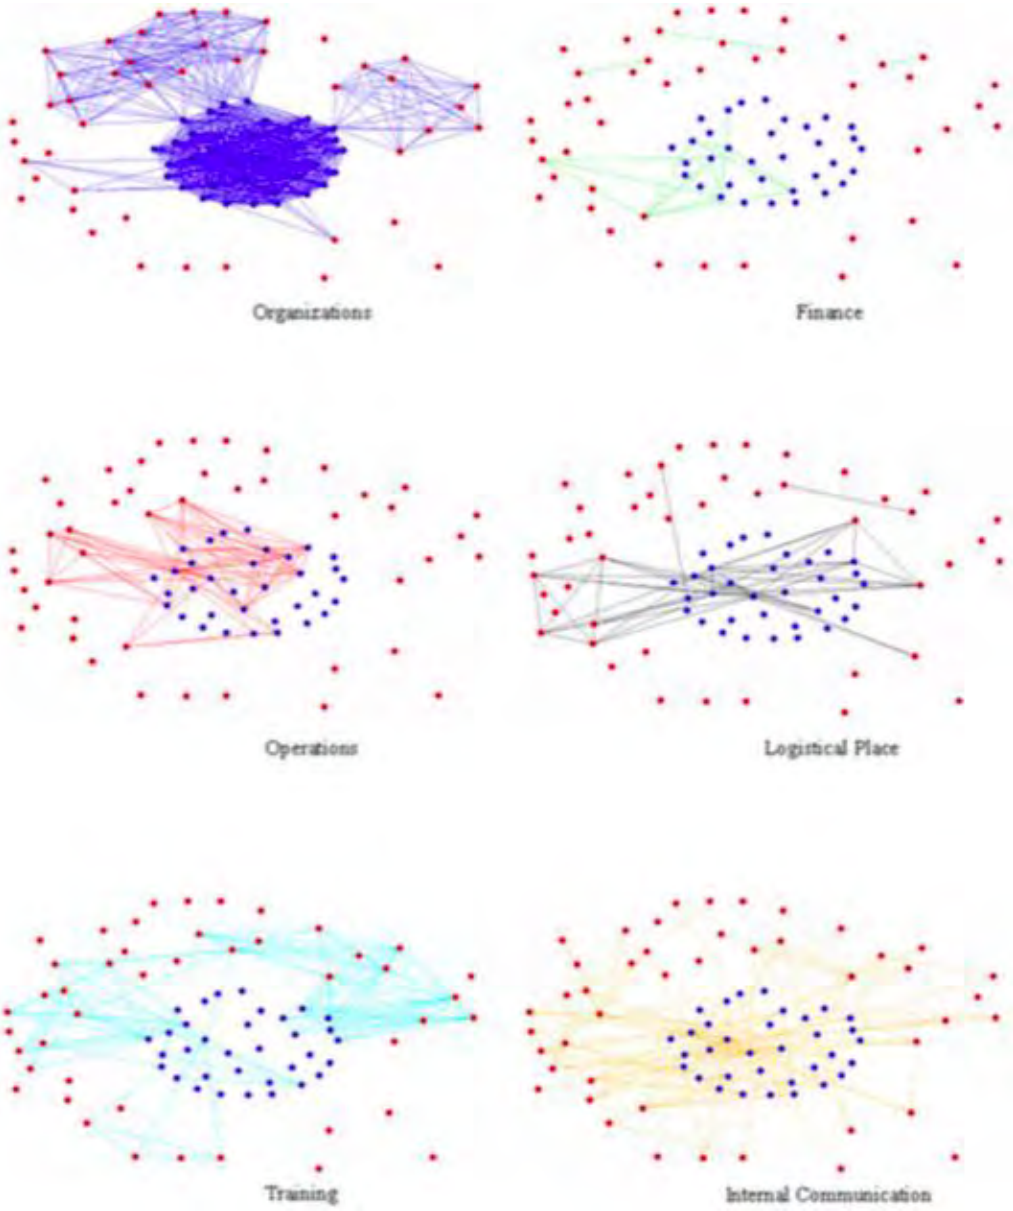 Organizations
Finance
Operations
Logistical Place
Training
Internal Communication